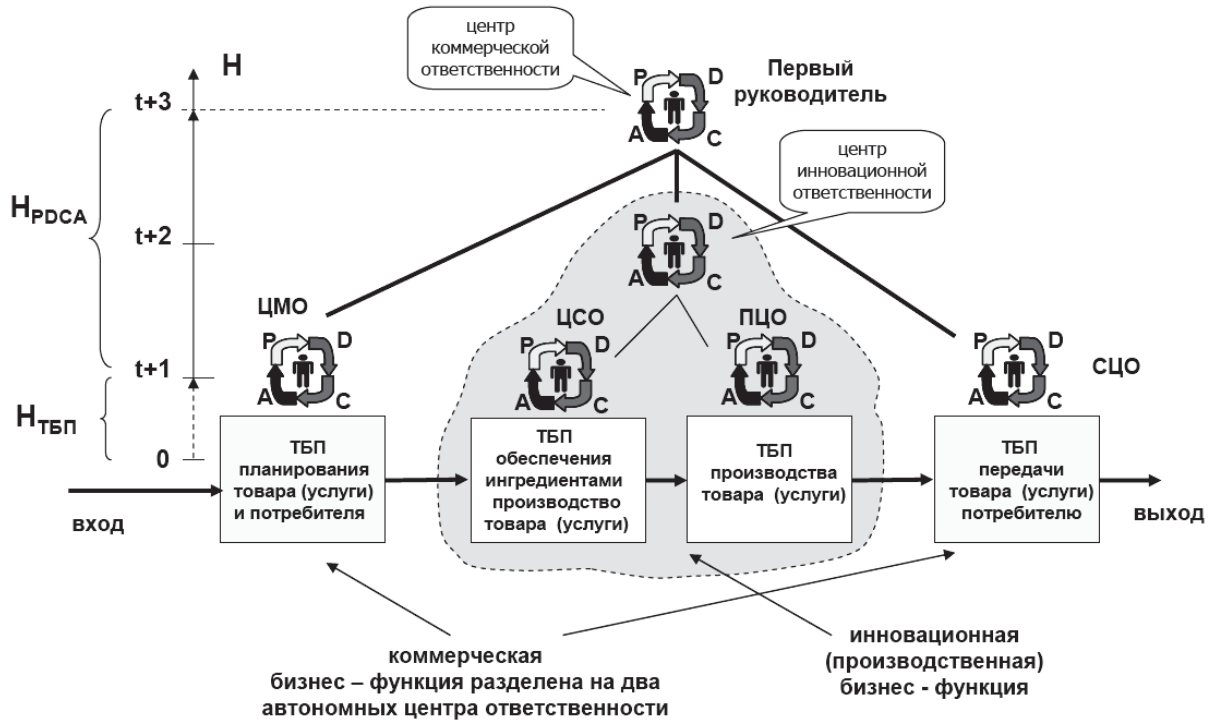 центр
коммерческой
ответственности
H
P D
A C
Первый
руководитель
t+3
центр
инновационной
ответственности
H PDCA
P D
A C
t+2
ЦМО
ЦСО
ПЦО
СЦО
P D
A C
P D
A C
P D
A C
P D
A C
t+1
H ТБП
0
ТБП
планирования
товара (услуги)
и потребителя
ТБП
обеспечения
ингредиентами
производство
товара (услуги)
ТБП
производства
товара (услуги)
ТБП
передачи
товара (услуги)
потребителю
вход
выход
коммерческая
бизнес – функция разделена на два
автономных центра ответственности
инновационная
(производственная)
бизнес - функция